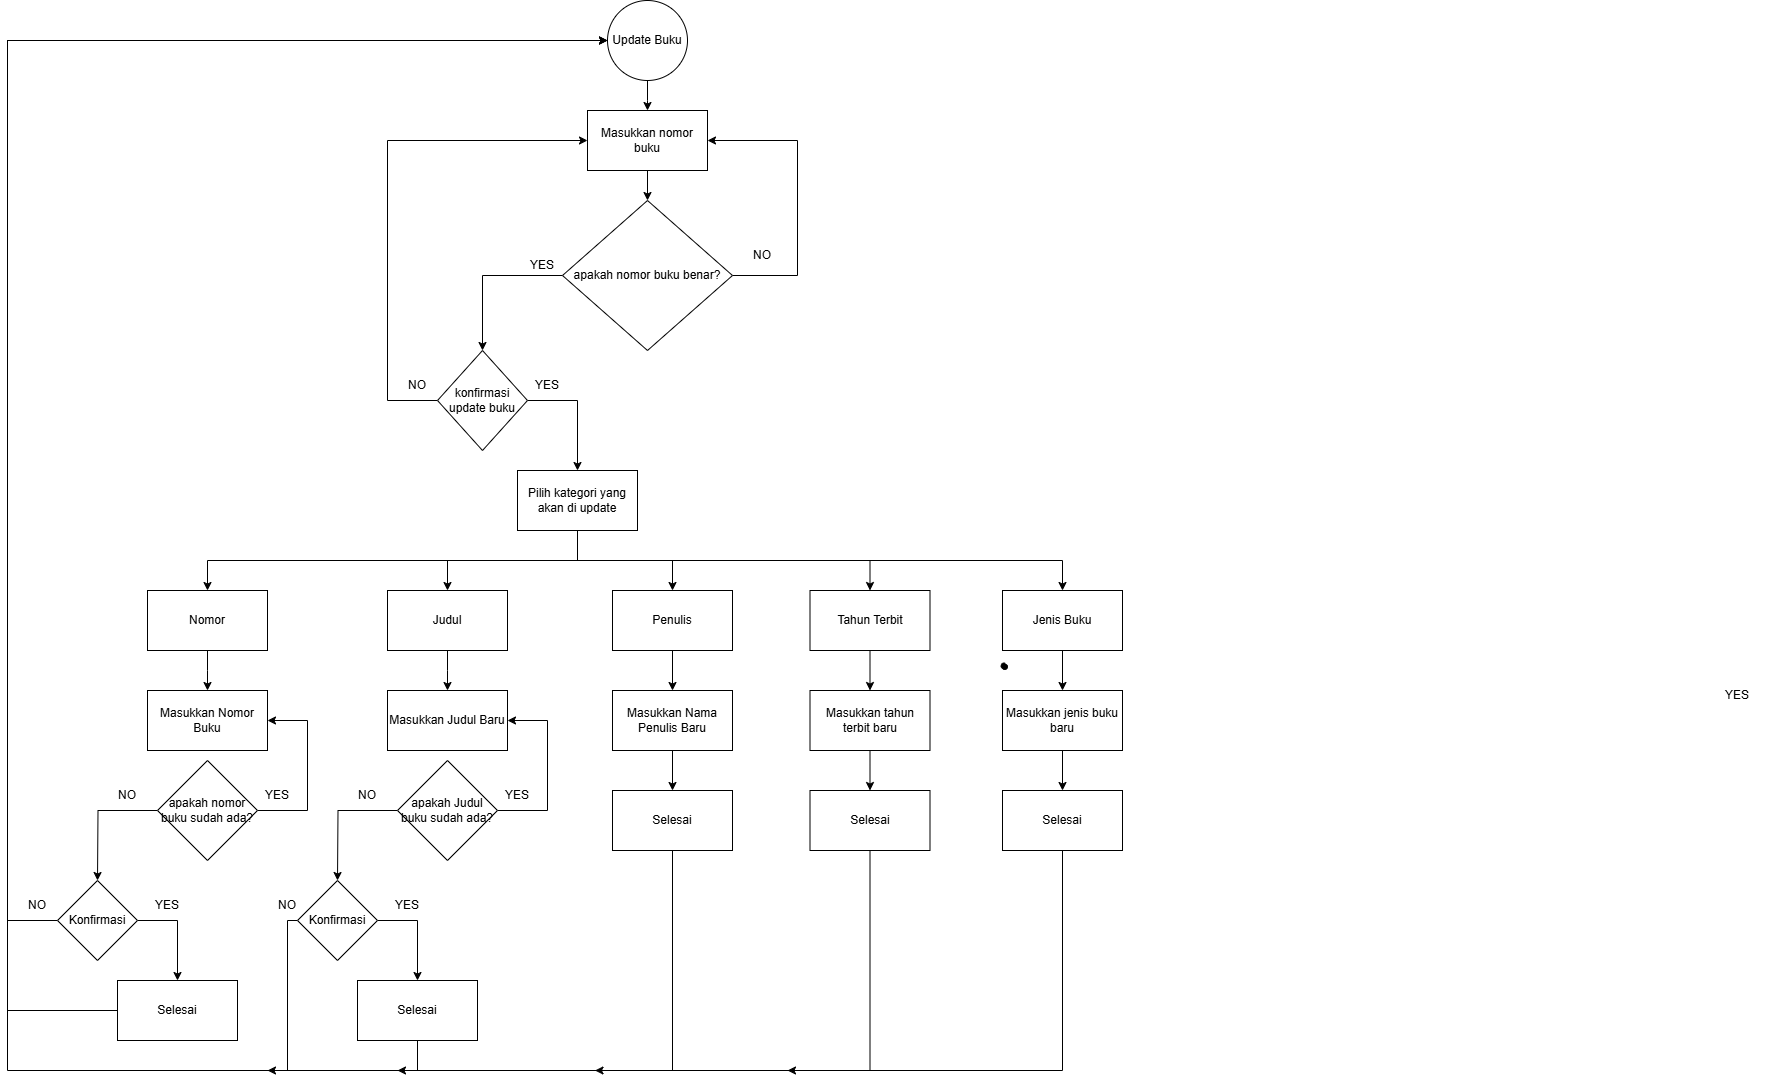 Update Buku
Masukkan nomor
buku
apakah nomor buku benar?
YES
NO
konfirmasi
update buku
NO
YES
Pilih kategori yang
akan di update
Nomor
Judul
Penulis
Tahun Terbit
Jenis Buku
Masukkan Nomor
Buku
Masukkan Judul Baru
Masukkan Nama
Penulis Baru
Masukkan tahun
terbit baru
Masukkan jenis buku
baru
YES
NO
apakah nomor
buku sudah ada?
YES
NO
apakah Judul
buku sudah ada?
YES
Selesai
Selesai
Selesai
NO
Konfirmasi
YES
NO
Konfirmasi
YES
Selesai
Selesai